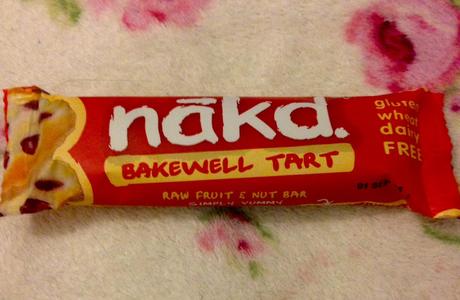 nākd.
BAKEWELL TART
RAW FRUIT & NUT BAR
SIMPLY YUMMY
gluten
wheat
dairy
FREE